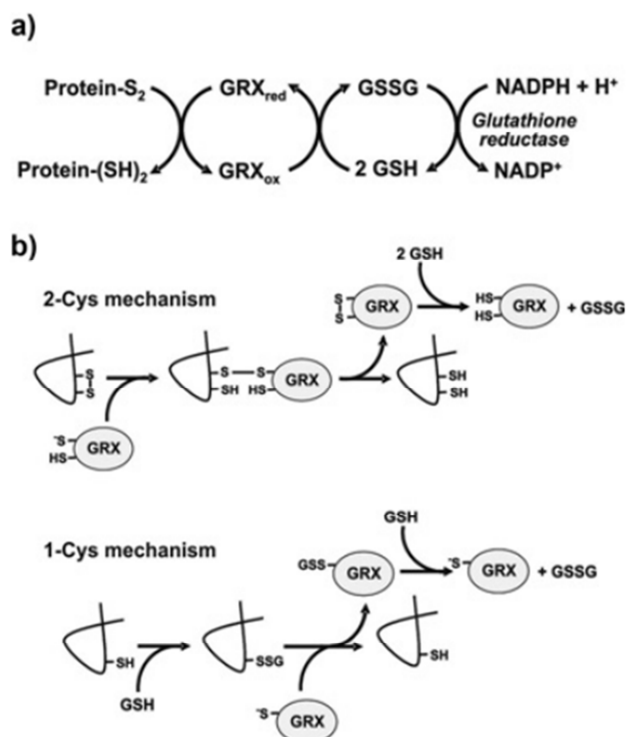 a)
Protein-S2 GRXred GSSG NADPH + H+
Glutathione
reductase
Protein-(SH)2 GRXox 2 GSH NADP+
b)
2 GSH
2-Cys mechanism
S
S
GRX
HS
HS
GRX
+ GSSG
S
S
S
S
SH
HS
GRX
SH
SH
-S
HS
GRX
GSH
1-Cys mechanism
GSS
GRX
-S
GRX
+ GSSG
SH
SSG
SH
GSH
-S
GRX